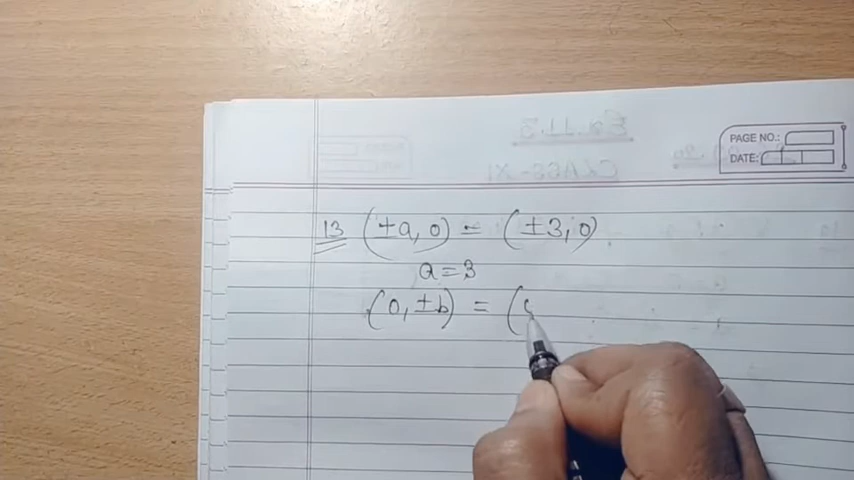 PAGE NO.:
DATE:
13 (±a, 0) = (±3, 0)
a = 3
(0, ±b) = (